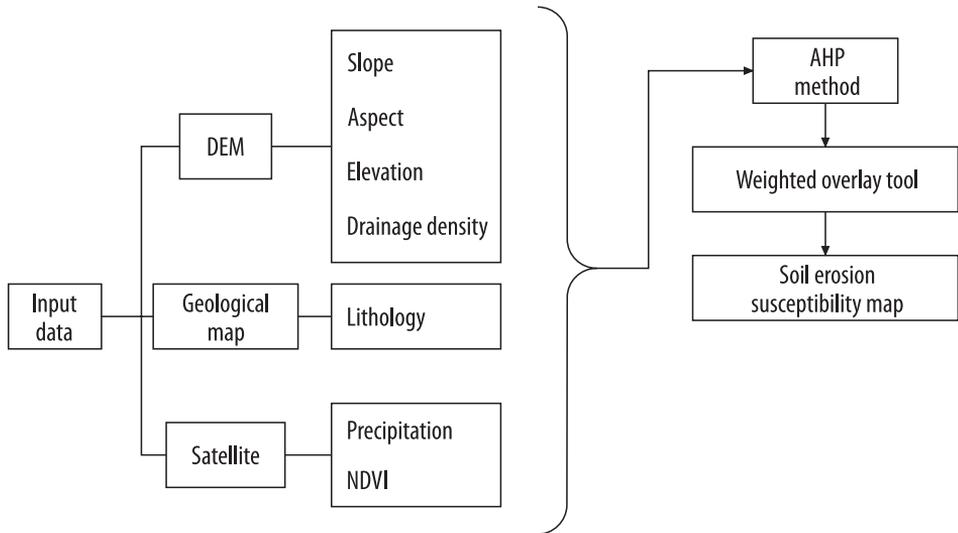 Input
data
DEM
Slope
Aspect
Elevation
Drainage density
Geological
map
Lithology
Satellite
Precipitation
NDVI
AHP
method
Weighted overlay tool
Soil erosion
susceptibility map